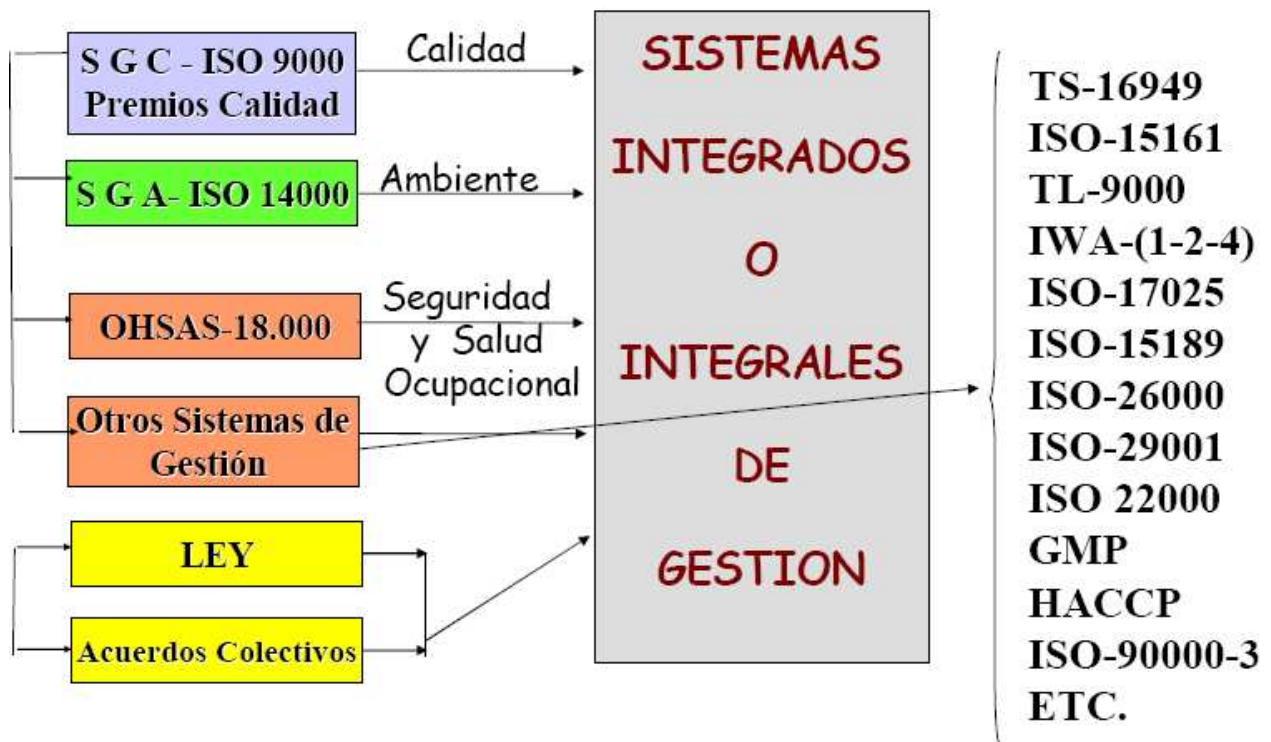 S G C - ISO 9000
Premios Calidad
Calidad
S G A- ISO 14000
Ambiente
OHSAS-18.000
Seguridad
y Salud
Ocupacional
Otros Sistemas de
Gestión
LEY
Acuerdos Colectivos
SISTEMAS
INTEGRADOS
O
INTEGRALES
DE
GESTION
TS-16949
ISO-15161
TL-9000
IWA-(1-2-4)
ISO-17025
ISO-15189
ISO-26000
ISO-29001
ISO 22000
GMP
HACCP
ISO-90000-3
ETC.